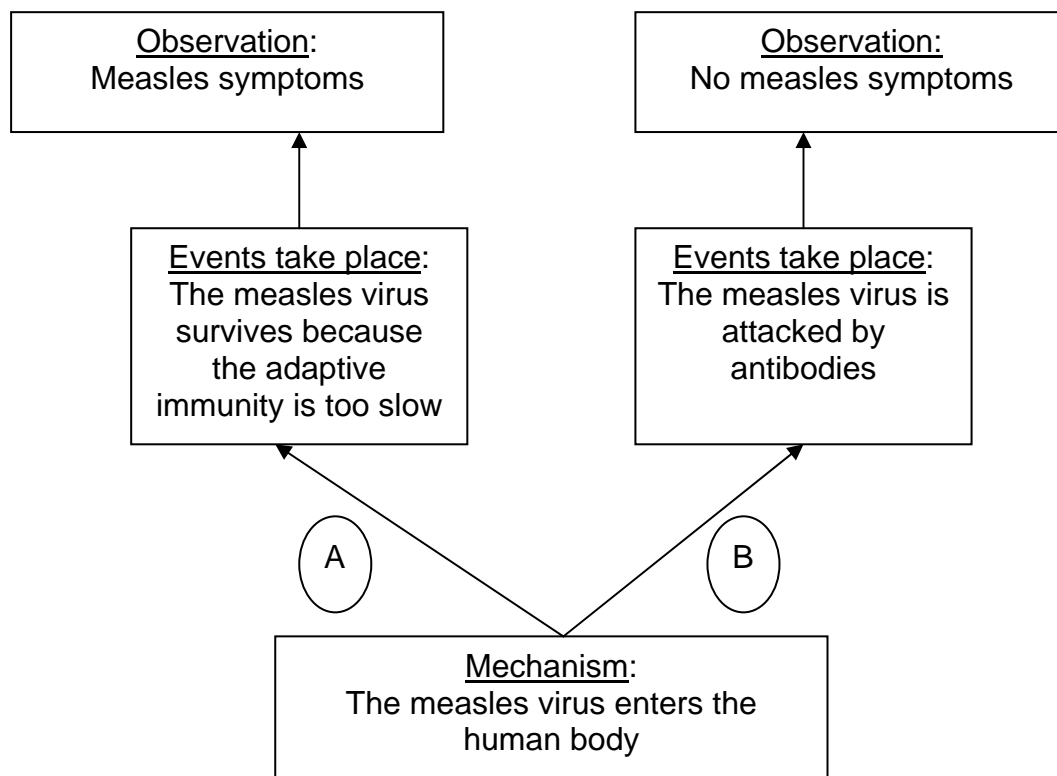 Observation:
Measles symptoms
Observation:
No measles symptoms
Events take place:
The measles virus
survives because
the adaptive
immunity is too slow
Events take place:
The measles virus is
attacked by
antibodies
A
B
Mechanism:
The measles virus enters the
human body